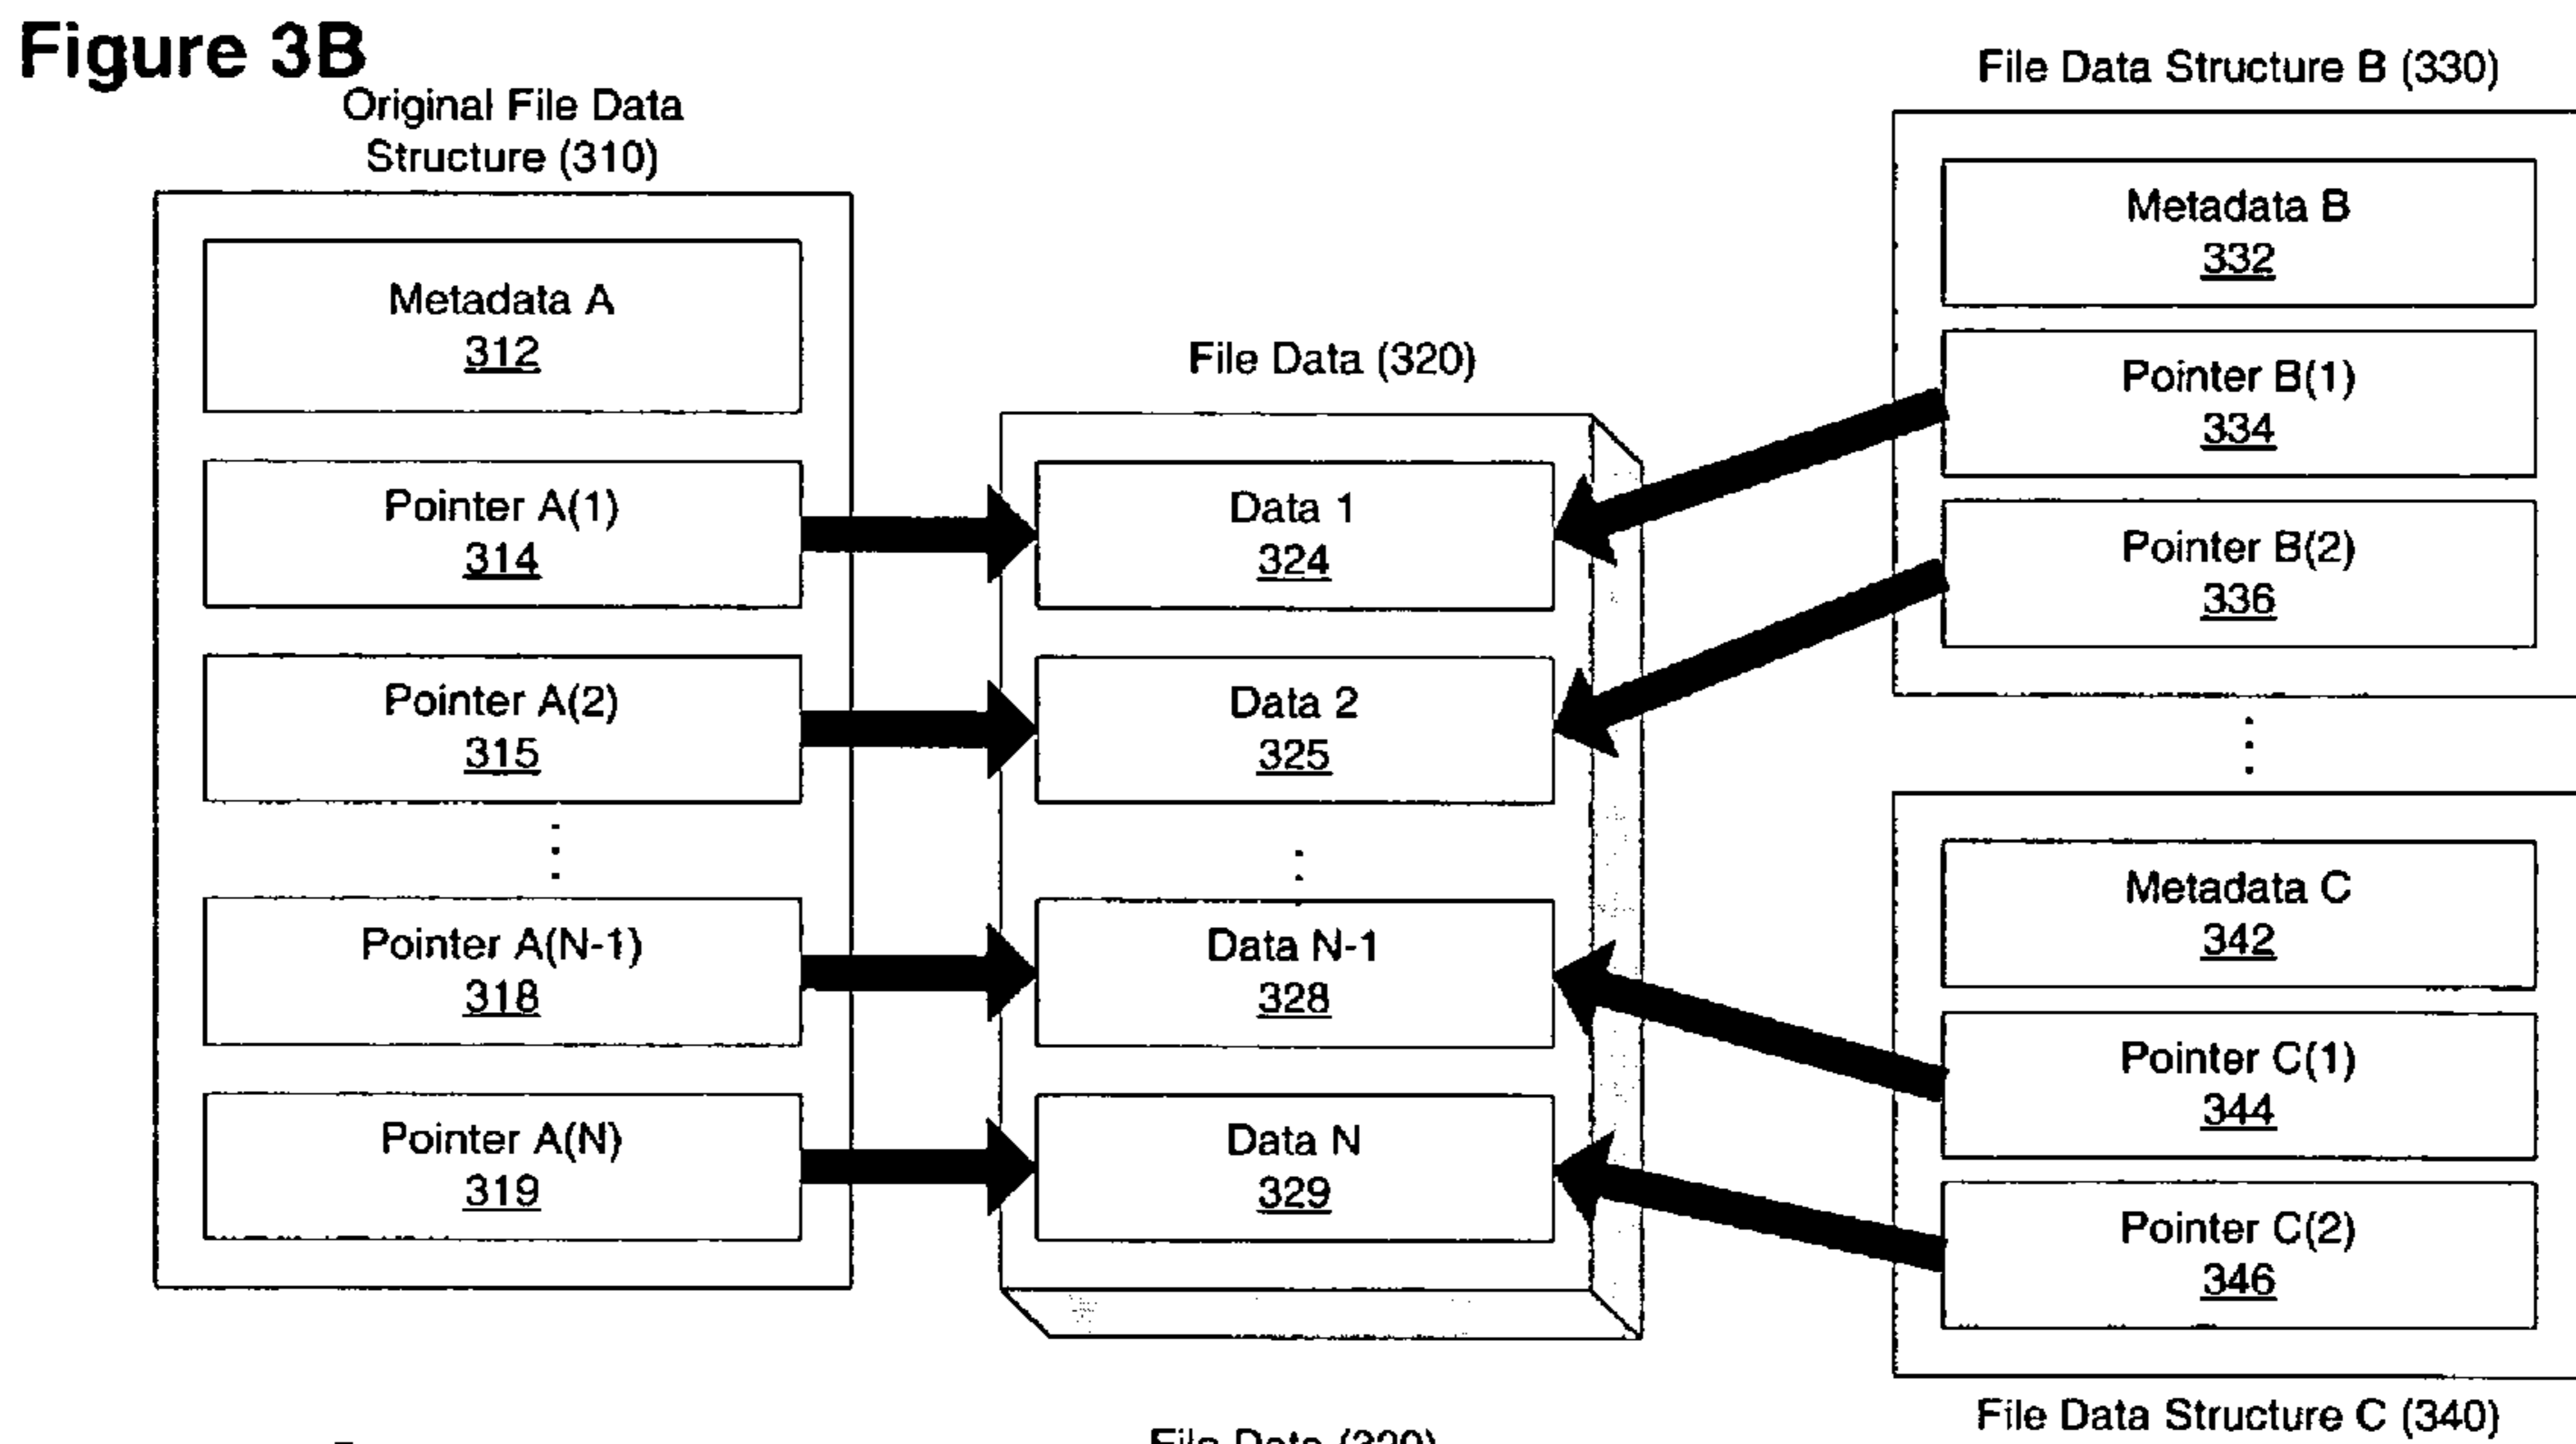 Figure 3B
Original File Data
Structure (310)
Metadata A
312
Pointer A(1)
314
Pointer A(2)
315
Pointer A(N-1)
318
Pointer A(N)
319
File Data (320)
Data 1
324
Data 2
325
Data N-1
328
Data N
329
File Data Structure B (330)
Metadata B
332
Pointer B(1)
334
Pointer B(2)
336
Metadata C
342
Pointer C(1)
344
Pointer C(2)
346
File Data Structure C (340)
File Data (320)